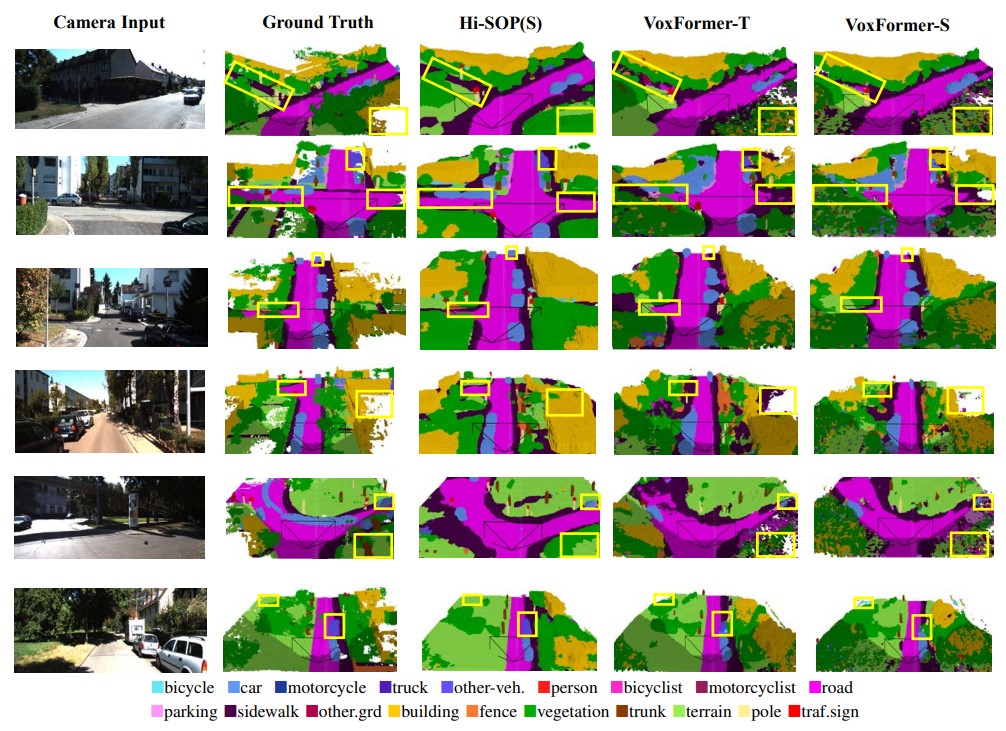 Camera Input Ground Truth Hi-SOP(S) VoxFormer-T VoxFormer-S
bicycle car motorcycle truck other-veh. person bicyclist motorcyclist road
parking sidewalk other.grd building fence vegetation trunk terrain pole traf.sign